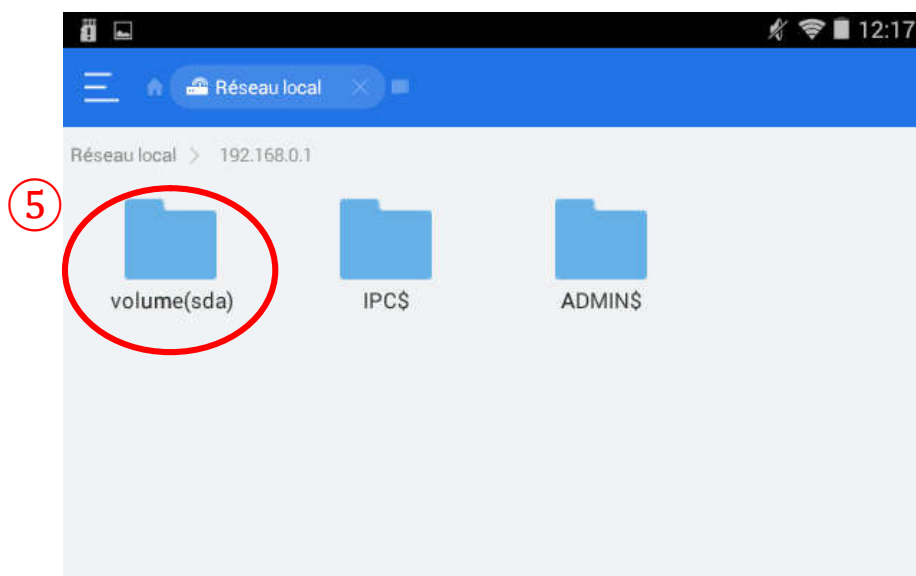 12:17
Réseau local
Réseau local > 192.168.0.1
⑤
volume(sda) IPC$ ADMIN$